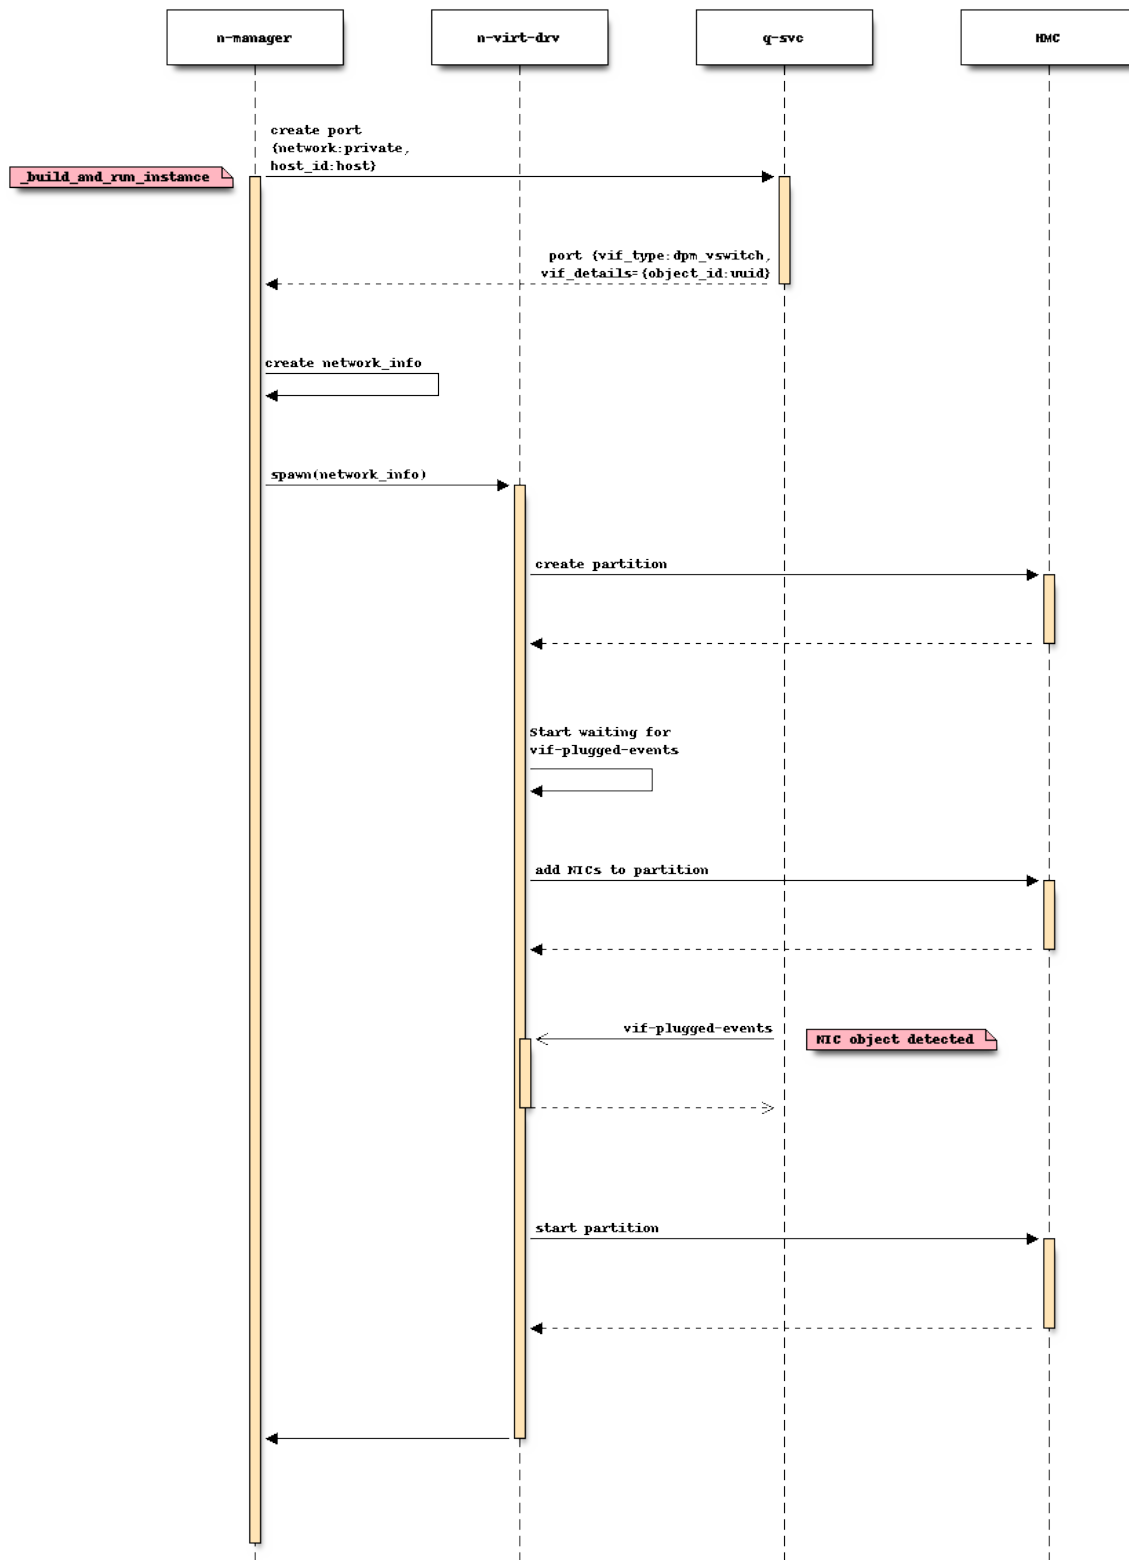 n-manager
n-virt-drv
q-svc
HMC
create port
{network:private,
host_id:host}
_build_and_run_instance
port {vif_type:dpm_vswitch,
vif_details={object_id:uuid}
create network_info
spawn(network_info)
create partition
Start waiting for
vif-plugged-events
add NICs to partition
vif-plugged-events
NIC object detected
start partition